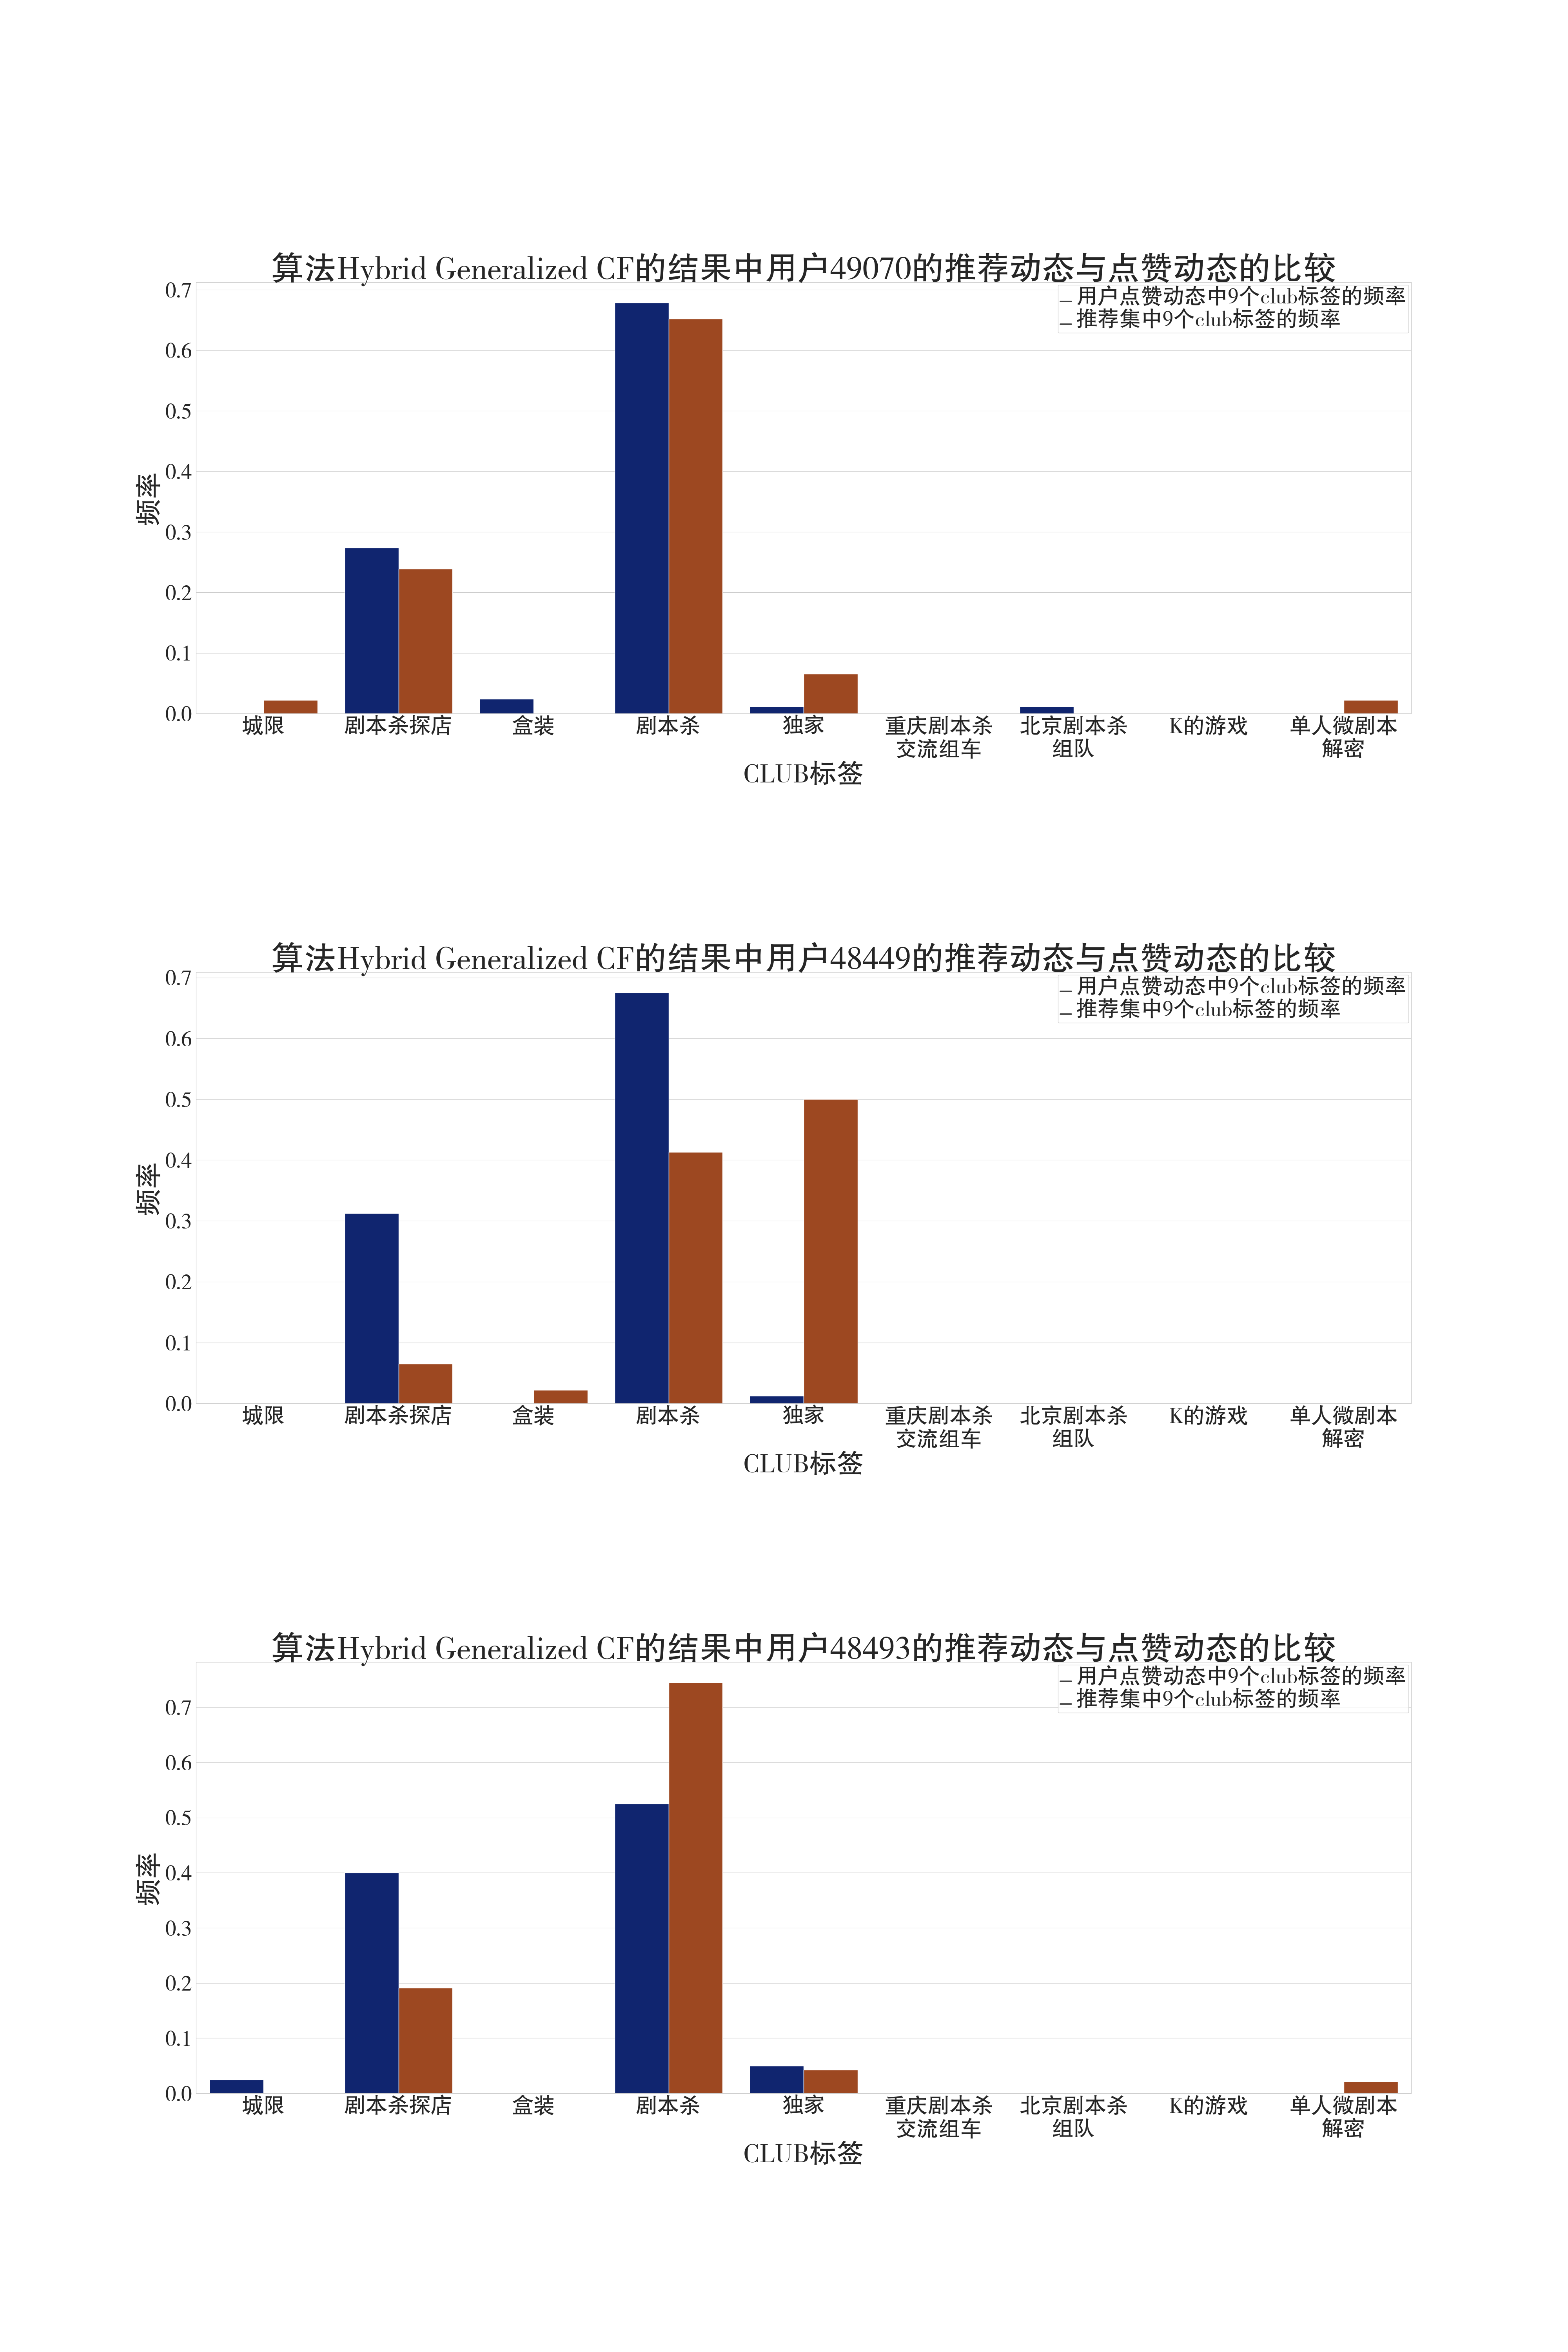 算法Hybrid Generalized CF的结果中用户49070的推荐动态与点赞动态的比较
用户点赞动态中9个club标签的频率
推荐集中9个club标签的频率
频率
0.7
0.6
0.5
0.4
0.3
0.2
0.1
0.0
城限 剧本杀探店 盒装 剧本杀 独家 重庆剧本杀 北京剧本杀 K的游戏 单人微剧本
交流组车 组队 解密
CLUB标签
算法Hybrid Generalized CF的结果中用户48449的推荐动态与点赞动态的比较
用户点赞动态中9个club标签的频率
推荐集中9个club标签的频率
频率
0.7
0.6
0.5
0.4
0.3
0.2
0.1
0.0
城限 剧本杀探店 盒装 剧本杀 独家 重庆剧本杀 北京剧本杀 K的游戏 单人微剧本
交流组车 组队 解密
CLUB标签
算法Hybrid Generalized CF的结果中用户48493的推荐动态与点赞动态的比较
用户点赞动态中9个club标签的频率
推荐集中9个club标签的频率
频率
0.7
0.6
0.5
0.4
0.3
0.2
0.1
0.0
城限 剧本杀探店 盒装 剧本杀 独家 重庆剧本杀 北京剧本杀 K的游戏 单人微剧本
交流组车 组队 解密
CLUB标签